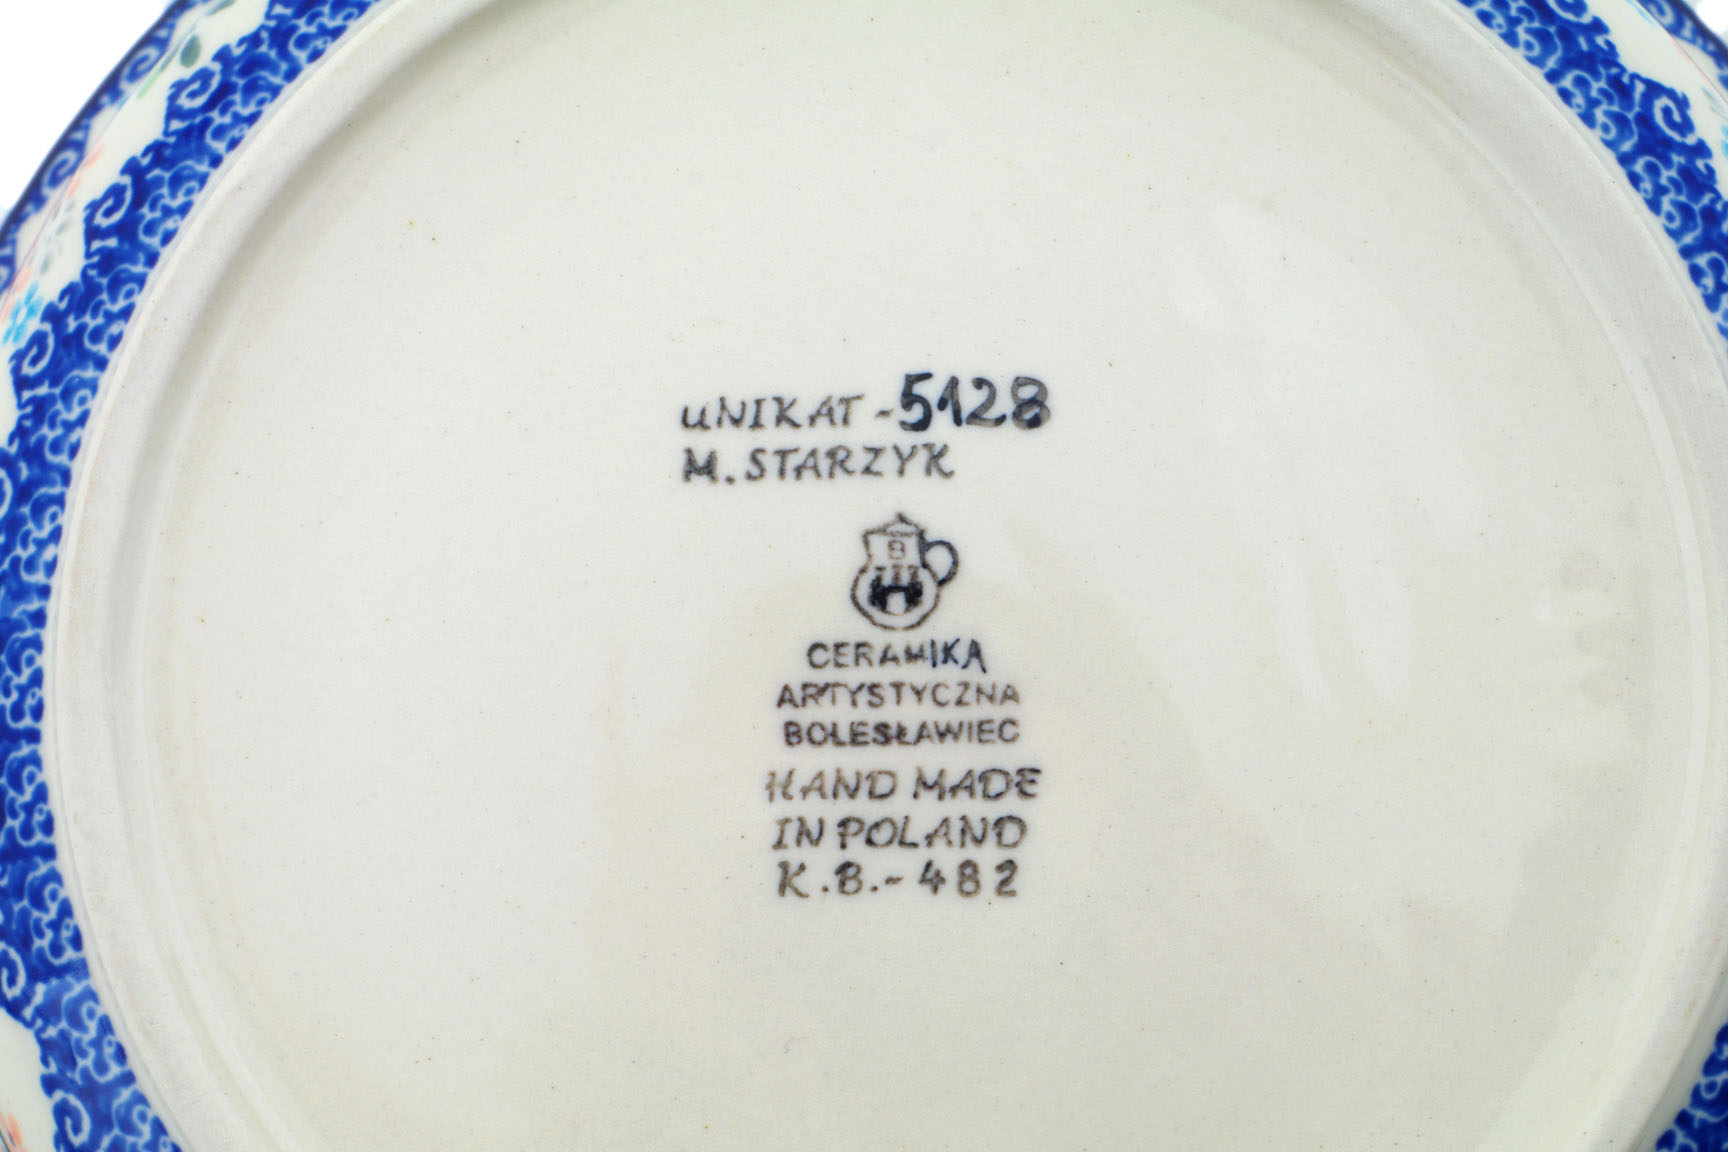 UNIKAT - 5128
M. STARZYK
B
CERAMIKA
ARTYSTYCZNA
BOLESŁAWIEC
HAND MADE
IN POLAND
K.B.- 482